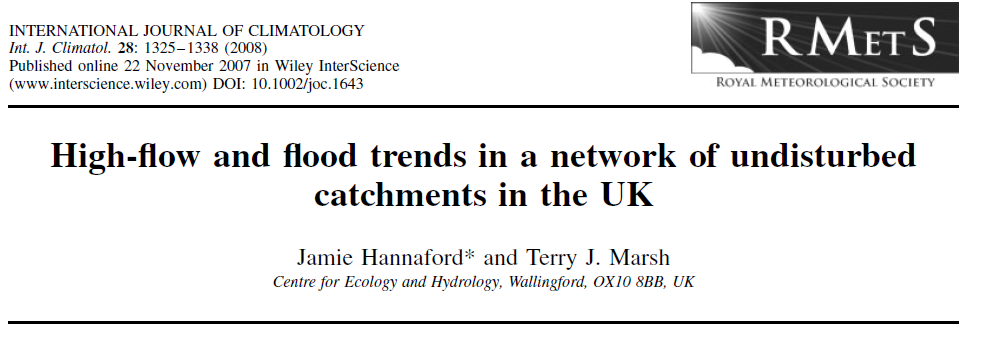 INTERNATIONAL JOURNAL OF CLIMATOLOGY
Int. J. Climatol. 28: 1325–1338 (2008)
Published online 22 November 2007 in Wiley InterScience
(www.interscience.wiley.com) DOI: 10.1002/joc.1643
RMETS
ROYAL METEOROLOGICAL SOCIETY
High-flow and flood trends in a network of undisturbed
catchments in the UK
Jamie Hannaford* and Terry J. Marsh
Centre for Ecology and Hydrology, Wallingford, OX10 8BB, UK